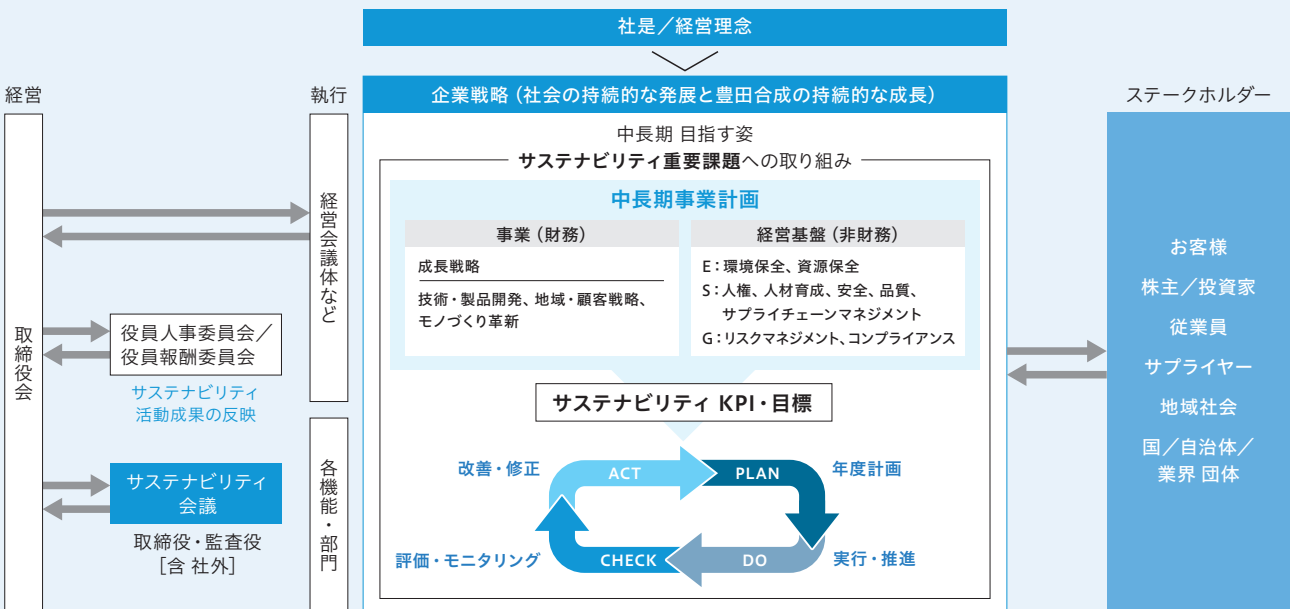 社是／経営理念
経営
執行
企業戦略（社会の持続的な発展と豊田合成の持続的な成長）
ステークホルダー
取締役会
経営会議体など
役員人事委員会／
役員報酬委員会
サステナビリティ
活動成果の反映
サステナビリティ
会議
取締役・監査役
［含 社外］
各機能・部門
中長期 目指す姿
サステナビリティ重要課題への取り組み
中長期事業計画
事業（財務）
成長戦略
技術・製品開発、地域・顧客戦略、
モノづくり革新
経営基盤（非財務）
E：環境保全、資源保全
S：人権、人材育成、安全、品質、
サプライチェーンマネジメント
G：リスクマネジメント、コンプライアンス
サステナビリティ KPI・目標
改善・修正
ACT
PLAN
年度計画
評価・モニタリング
CHECK
DO
実行・推進
お客様
株主／投資家
従業員
サプライヤー
地域社会
国／自治体／
業界 団体